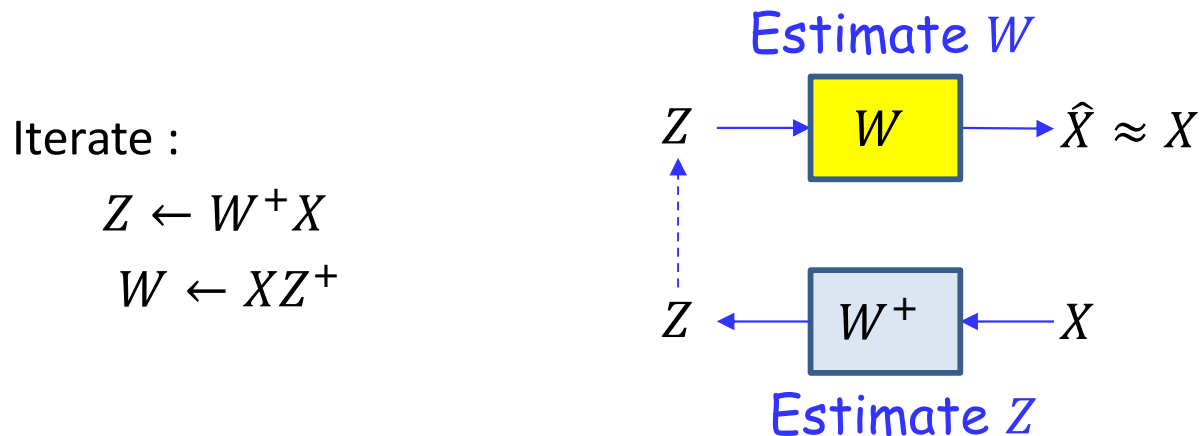 Iterate :
Z ← W⁺X
W ← XZ⁺
Estimate W
Z W X̂ ≈ X
Z W⁺ X
Estimate Z